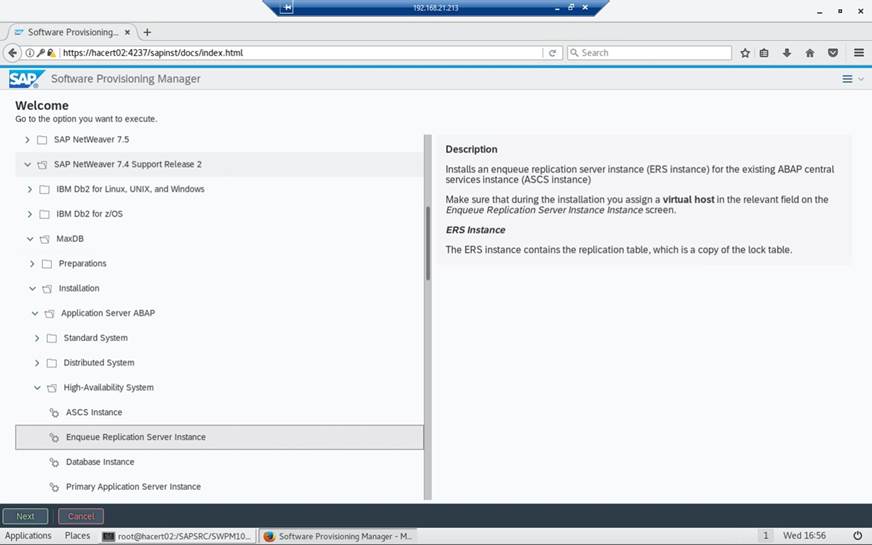 192.168.21.213
Software Provisioning...
https://hacert02:4237/sapinst/docs/index.html
Search
SAP Software Provisioning Manager
Welcome
Go to the option you want to execute.
SAP NetWeaver 7.5
SAP NetWeaver 7.4 Support Release 2
IBM Db2 for Linux, UNIX, and Windows
IBM Db2 for z/OS
MaxDB
Preparations
Installation
Application Server ABAP
Standard System
Distributed System
High-Availability System
ASCS Instance
Enqueue Replication Server Instance
Database Instance
Primary Application Server Instance
Description
Installs an enqueue replication server instance (ERS instance) for the existing ABAP central
services instance (ASCS instance)
Make sure that during the installation you assign a virtual host in the relevant field on the
Enqueue Replication Server Instance Instance screen.
ERS Instance
The ERS instance contains the replication table, which is a copy of the lock table.
Next
Cancel
Applications Places root@hacert02:/SAPSRC/SWPM10... Software Provisioning Manager - M... 1 Wed 16:56